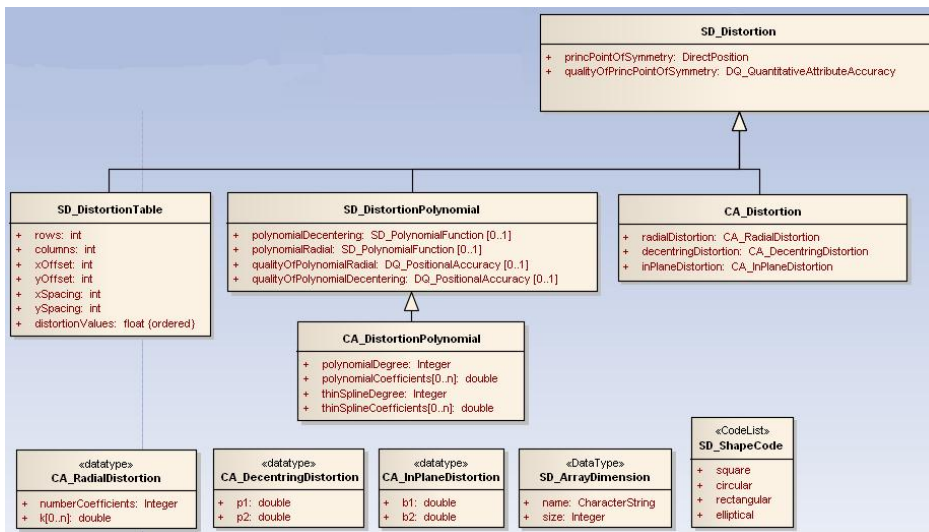 SD_Distortion
+ princPointOfSymmetry: DirectPosition
+ qualityOfPrincPointOfSymmetry: DQ_QuantitativeAttributeAccuracy
SD_DistortionTable
+ rows: int
+ columns: int
+ xOffset: int
+ yOffset: int
+ xSpacing: int
+ ySpacing: int
+ distortionValues: float (ordered)
SD_DistortionPolynomial
+ polynomialDecentering: SD_PolynomialFunction [0..1]
+ polynomialRadial: SD_PolynomialFunction [0..1]
+ qualityOfPolynomialRadial: DQ_PositionalAccuracy [0..1]
+ qualityOfPolynomialDecentering: DQ_PositionalAccuracy [0..1]
CA_Distortion
+ radialDistortion: CA_RadialDistortion
+ decentringDistortion: CA_DecentringDistortion
+ inPlaneDistortion: CA_InPlaneDistortion
CA_DistortionPolynomial
+ polynomialDegree: Integer
+ polynomialCoefficients[0..n]: double
+ thinSplineDegree: Integer
+ thinSplineCoefficients[0..n]: double
«datatype»
CA_RadialDistortion
+ numberCoefficients: Integer
+ k[0..n]: double
«datatype»
CA_DecentringDistortion
+ p1: double
+ p2: double
«datatype»
CA_InPlaneDistortion
+ b1: double
+ b2: double
«DataType»
SD_ArrayDimension
+ name: CharacterString
+ size: Integer
«CodeList»
SD_ShapeCode
+ square
+ circular
+ rectangular
+ elliptical